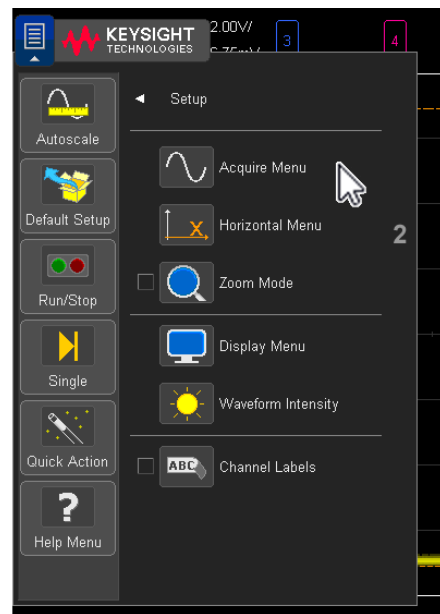 KEYSIGHT
TECHNOLOGIES
2.00V/
3
4
Setup
Autoscale
Default Setup
Run/Stop
Single
Quick Action
?
Help Menu
Acquire Menu
X
Horizontal Menu
2
Zoom Mode
Display Menu
Waveform Intensity
ABC
Channel Labels